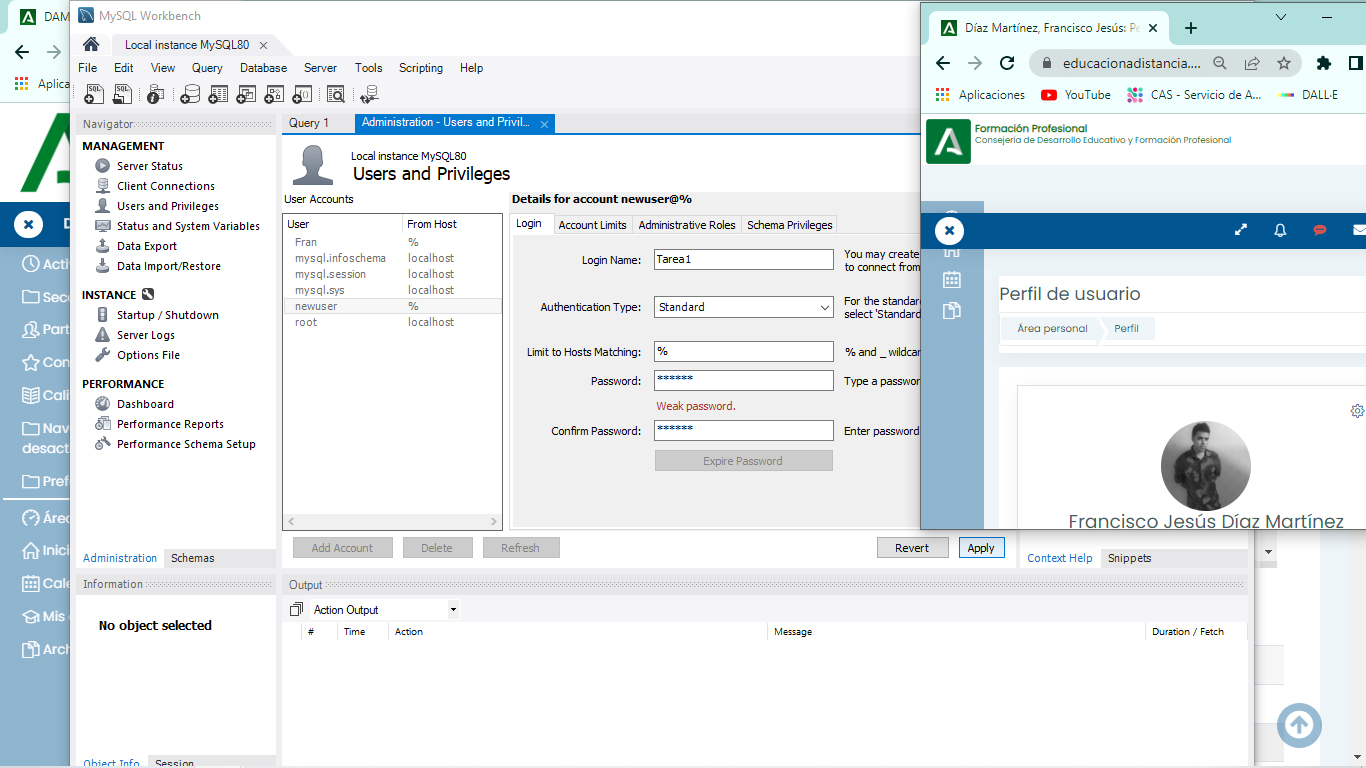 DAM
Aplica
D
Activ
Secc
Part
Com
Cali
Nav
desact
Pref
Área
Inici
Cale
Mis
Arch
MySQL Workbench
Local instance MySQL80
File Edit View Query Database Server Tools Scripting Help
Navigator
MANAGEMENT
Server Status
Client Connections
Users and Privileges
Status and System Variables
Data Export
Data Import/Restore
INSTANCE
Startup / Shutdown
Server Logs
Options File
PERFORMANCE
Dashboard
Performance Reports
Performance Schema Setup
Administration Schemas
Information
No object selected
Object Info Session
Query 1 Administration - Users and Privil...
Local instance MySQL80
Users and Privileges
User Accounts
User From Host
Fran %
mysql.infoschema localhost
mysql.session localhost
mysql.sys localhost
newuser %
root localhost
Details for account newuser@%
Login Account Limits Administrative Roles Schema Privileges
Login Name: Tarea1 You may create
to connect from
Authentication Type: Standard For the standard
select 'Standard
Limit to Hosts Matching: % % and _ wildcar
Password: ****** Type a passwor
Weak password.
Confirm Password: ****** Enter password
Expire Password
Add Account Delete Refresh Revert Apply
Context Help Snippets
Output
Action Output
# Time Action Message Duration / Fetch
Díaz Martínez, Francisco Jesús: Pe
educacionadistancia....
Aplicaciones YouTube CAS - Servicio de A... DALL·E
Formación Profesional
Consejería de Desarrollo Educativo y Formación Profesional
Perfil de usuario
Área personal Perfil
Francisco Jesús Díaz Martínez